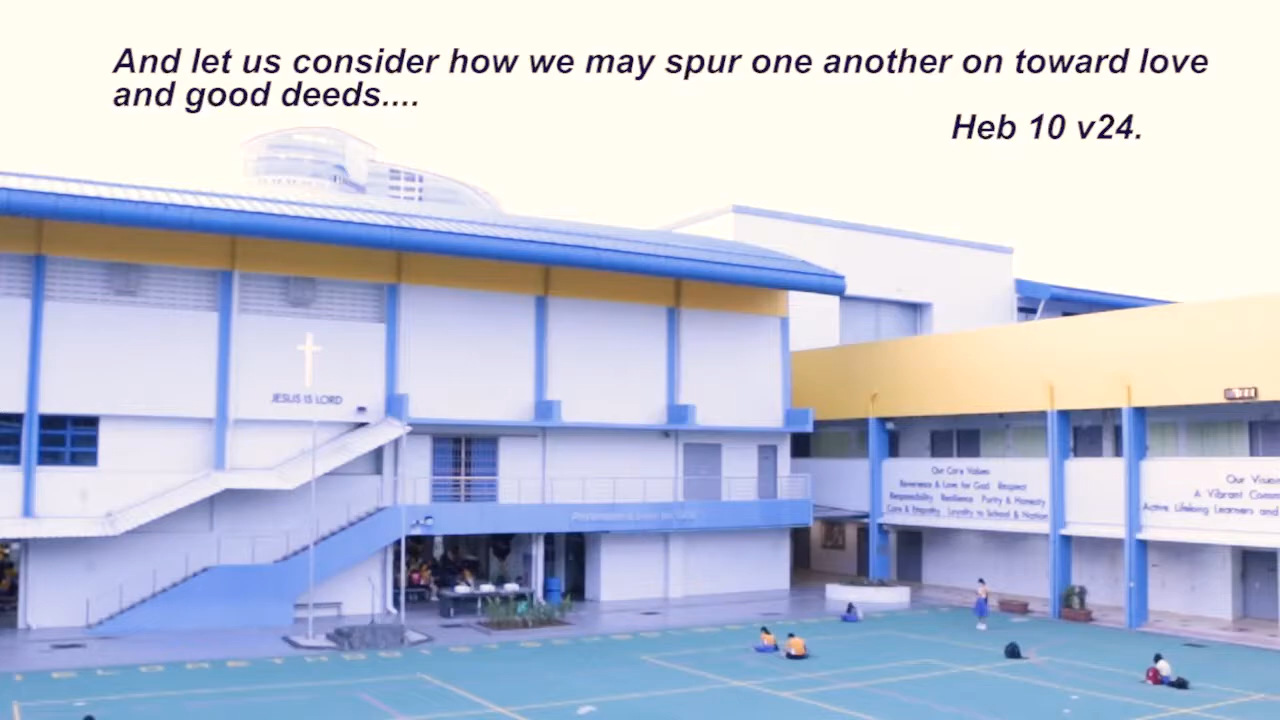 And let us consider how we may spur one another on toward love
and good deeds....
Heb 10 v24.
JESUS IS LORD
Our Core Values
Reverence & Love for God Respect
Responsibility Resilience Purity & Honesty
Care & Empathy Loyalty to School & Nation
Our Vision
A Vibrant
Active Lifelong Learners and